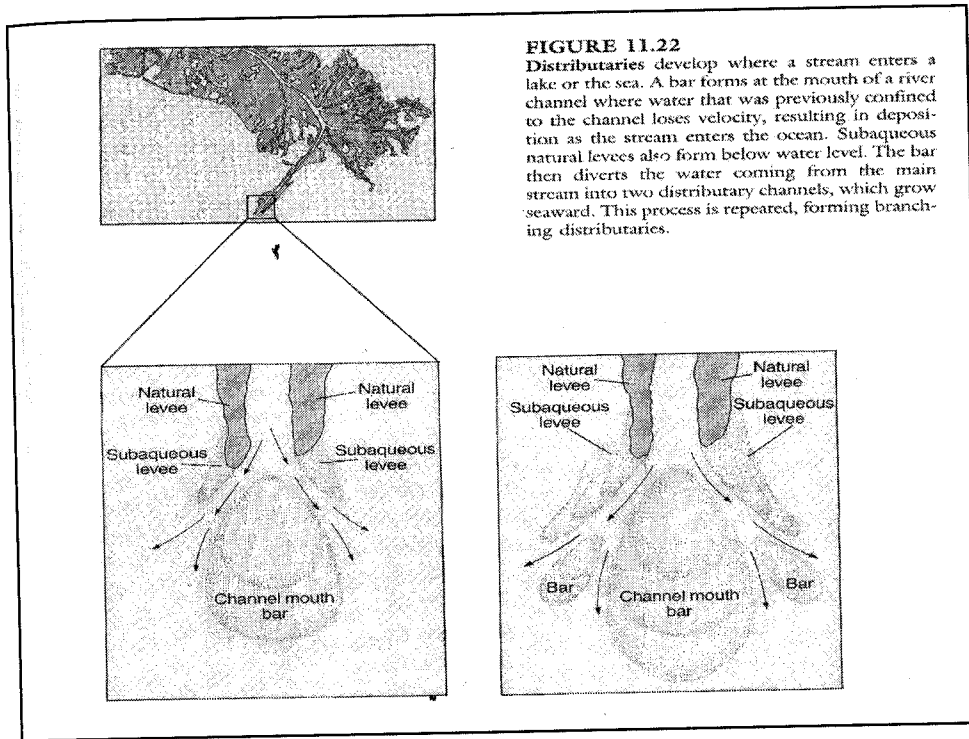 FIGURE 11.22
Distributaries develop where a stream enters a
lake or the sea. A bar forms at the mouth of a river
channel where water that was previously confined
to the channel loses velocity, resulting in deposi-
tion as the stream enters the ocean. Subaqueous
natural levees also form below water level. The bar
then diverts the water coming from the main
stream into two distributary channels, which grow
seaward. This process is repeated, forming branch-
ing distributaries.
Natural
levee
Natural
levee
Subaqueous
levee
Subaqueous
levee
Channel mouth
bar
Natural
levee
Natural
levee
Subaqueous
levee
Subaqueous
levee
Bar
Channel mouth
bar
Bar